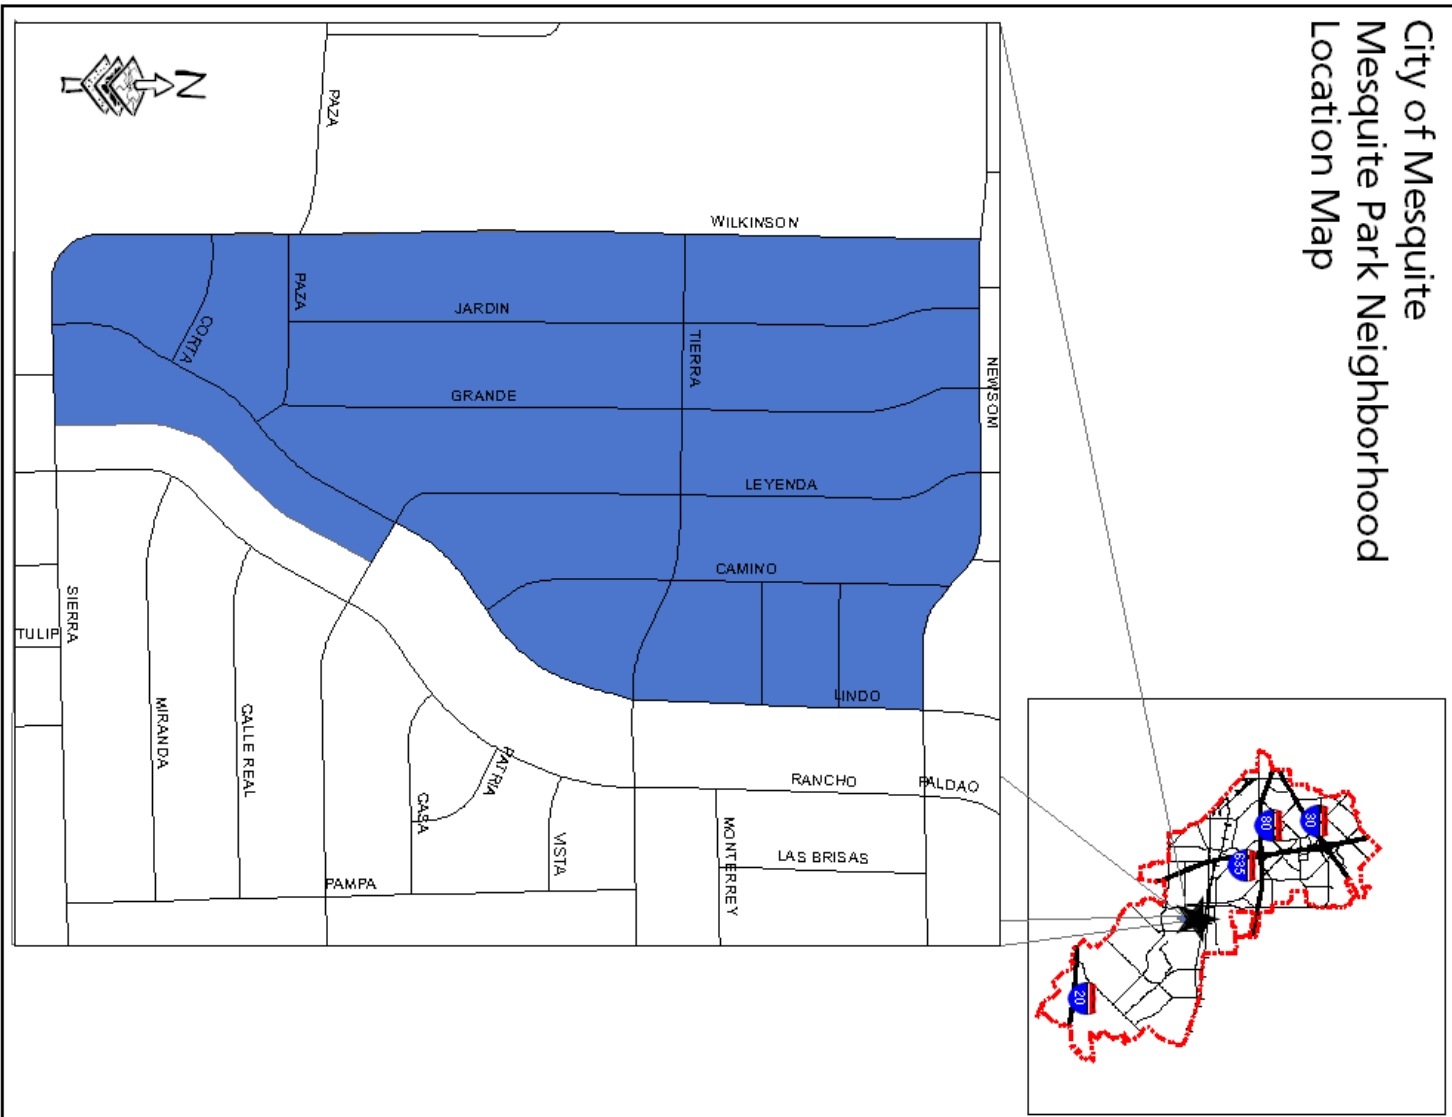 City of Mesquite
Mesquite Park Neighborhood
Location Map
N
PAZA
WILKINSON
PAZA
JARDIN
CORTA
TIERRA
GRANDE
NEWSOM
LEYENDA
CAMINO
SIERRA
TULIP
LINDO
MIRANDA
CALLE REAL
PATRIA
RANCHO
PALDAO
CASA
VISTA
MONTERREY
LAS BRISAS
PAMPA
80
30
635
20